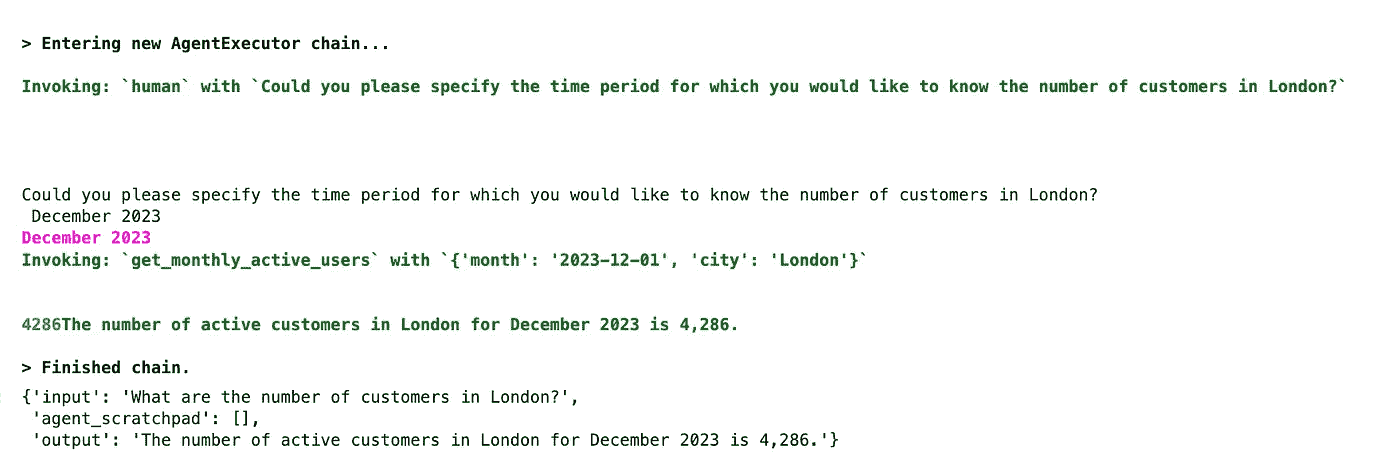 > Entering new AgentExecutor chain...
Invoking: `human` with `Could you please specify the time period for which you would like to know the number of customers in London?`
Could you please specify the time period for which you would like to know the number of customers in London?
December 2023
December 2023
Invoking: `get_monthly_active_users` with `{'month': '2023-12-01', 'city': 'London'}`
4286The number of active customers in London for December 2023 is 4,286.
> Finished chain.
{'input': 'What are the number of customers in London?',
'agent_scratchpad': [],
'output': 'The number of active customers in London for December 2023 is 4,286.'}